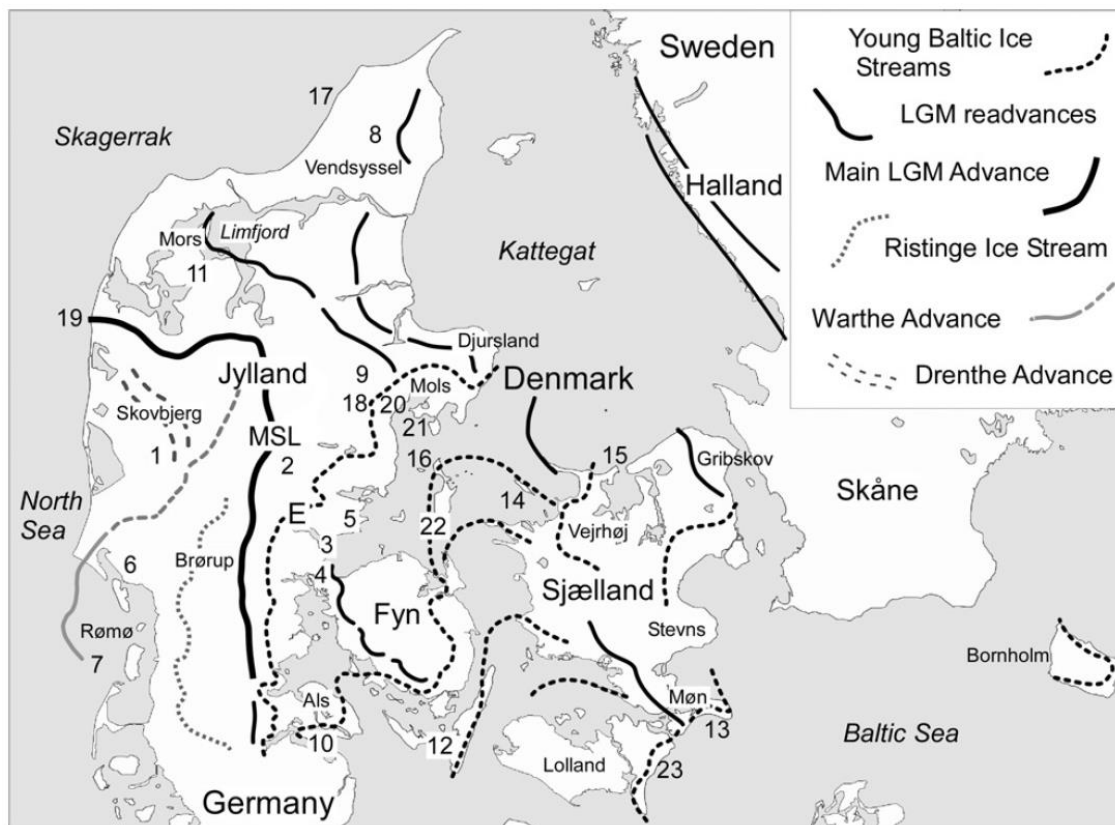 Sweden
Young Baltic Ice
Streams
17
Skagerrak
8
LGM readvances
Vendsyssel
Main LGM Advance
Halland
Mors
Limfjord
Kattegat
Ristinge Ice Stream
11
19
Warthe Advance
Djursland
Jylland
9
Denmark
Drenthe Advance
Mols
Skovbjerg
18
20
21
MSL
1
2
16
15
Gribskov
Skåne
North
Sea
14
E
5
22
Vejrhøj
3
Brørup
6
4
Sjælland
Fyn
Rømø
Stevns
7
Bornholm
Als
Møn
10
12
13
Baltic Sea
Lolland
23
Germany